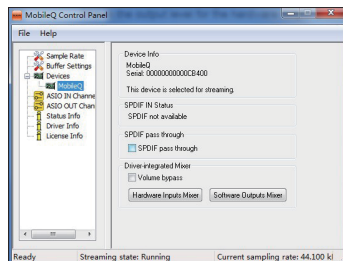 MobileQ Control Panel
File Help
Sample Rate
Buffer Settings
Devices
MobileQ
ASIO IN Channe
ASIO OUT Chan
Status Info
Driver Info
License Info
Device Info
MobileQ
Serial: 00000000000CB400
This device is selected for streaming.
SPDIF IN Status
SPDIF not available
SPDIF pass through
SPDIF pass through
Driver-integrated Mixer
Volume bypass
Hardware Inputs Mixer Software Outputs Mixer
Ready Streaming state: Running Current sampling rate: 44.100 kl